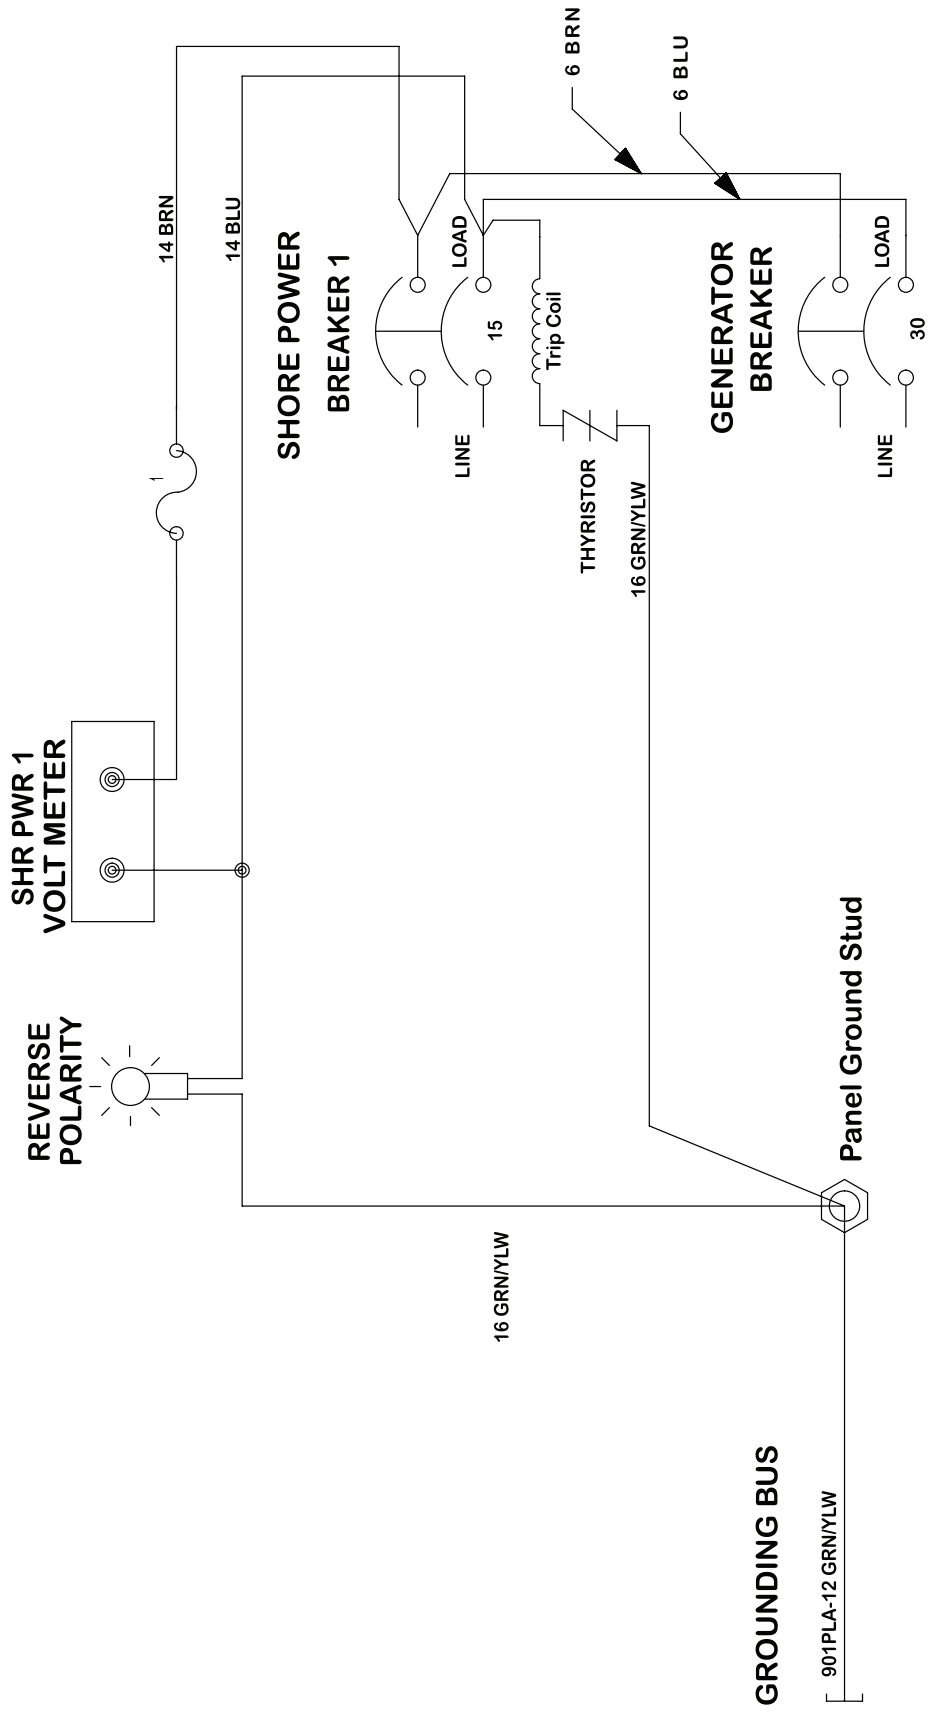 SHR PWR 1
VOLT METER
REVERSE
POLARITY
1
14 BRN
14 BLU
SHORE POWER
BREAKER 1
LOAD
15
LINE
Trip Coil
THYRISTOR
16 GRN/YLW
6 BRN
6 BLU
GENERATOR
BREAKER
LOAD
30
LINE
16 GRN/YLW
Panel Ground Stud
GROUNDING BUS
901PLA-12 GRN/YLW